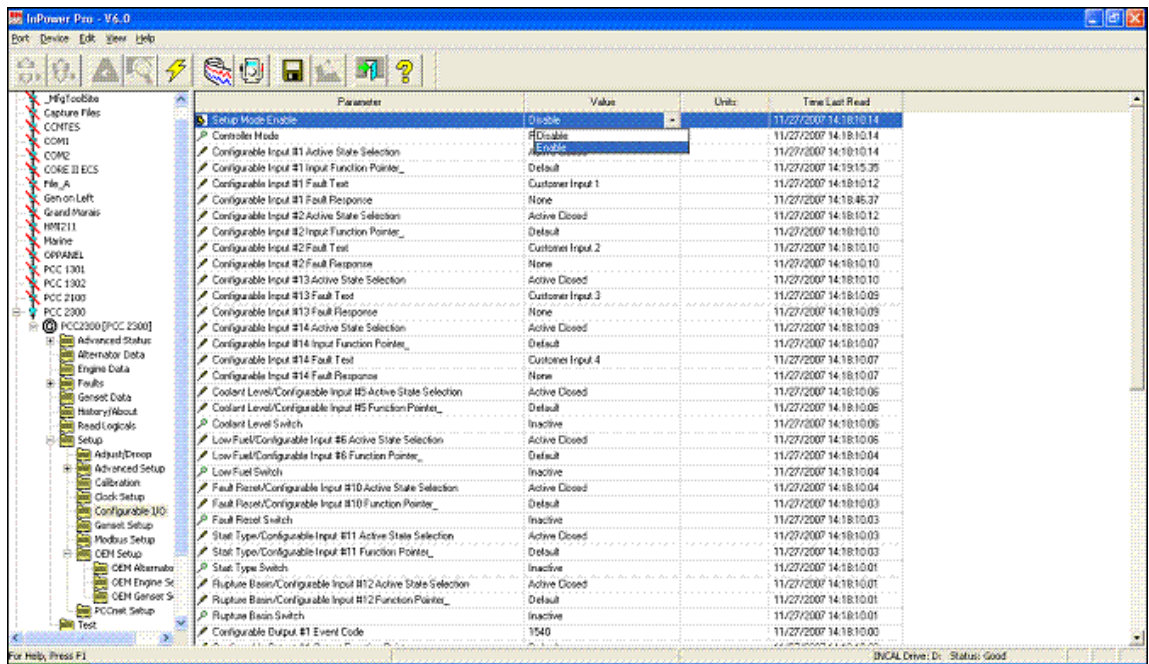 InPower Pro - V6.0
Port Device Edit View Help
_MfgToolSite
Capture Files
CCMTES
COM1
COM2
CORE II ECS
File_A
Gen on Left
Grand Marais
HMI211
Marine
OPPANEL
PCC 1301
PCC 1302
PCC 2100
PCC 2300
PCC2300 [PCC 2300]
Advanced Status
Alternator Data
Engine Data
Faults
Genset Data
History/About
Read Logicals
Setup
Adjust/Droop
Advanced Setup
Calibration
Clock Setup
Configurable I/O
Genset Setup
Modbus Setup
OEM Setup
OEM Alternato
OEM Engine Se
OEM Genset S
PCCnet Setup
Test
Parameter Value Units Time Last Read
Setup Mode Enable Disable 11/27/2007 14:18:10.14
Controller Mode Disable 11/27/2007 14:18:10.14
Configurable Input #1 Active State Selection Enable 11/27/2007 14:18:10.14
Configurable Input #1 Input Function Pointer_ Default 11/27/2007 14:19:15.35
Configurable Input #1 Fault Text Customer Input 1 11/27/2007 14:18:10.12
Configurable Input #1 Fault Response None 11/27/2007 14:18:46.37
Configurable Input #2 Active State Selection Active Closed 11/27/2007 14:18:10.12
Configurable Input #2 Input Function Pointer_ Default 11/27/2007 14:18:10.10
Configurable Input #2 Fault Text Customer Input 2 11/27/2007 14:18:10.10
Configurable Input #2 Fault Response None 11/27/2007 14:18:10.10
Configurable Input #13 Active State Selection Active Closed 11/27/2007 14:18:10.10
Configurable Input #13 Fault Text Customer Input 3 11/27/2007 14:18:10.09
Configurable Input #13 Fault Response None 11/27/2007 14:18:10.09
Configurable Input #14 Active State Selection Active Closed 11/27/2007 14:18:10.09
Configurable Input #14 Input Function Pointer_ Default 11/27/2007 14:18:10.07
Configurable Input #14 Fault Text Customer Input 4 11/27/2007 14:18:10.07
Configurable Input #14 Fault Response None 11/27/2007 14:18:10.07
Coolant Level/Configurable Input #5 Active State Selection Active Closed 11/27/2007 14:18:10.06
Coolant Level/Configurable Input #5 Function Pointer_ Default 11/27/2007 14:18:10.06
Coolant Level Switch Inactive 11/27/2007 14:18:10.06
Low Fuel/Configurable Input #6 Active State Selection Active Closed 11/27/2007 14:18:10.06
Low Fuel/Configurable Input #6 Function Pointer_ Default 11/27/2007 14:18:10.04
Low Fuel Switch Inactive 11/27/2007 14:18:10.04
Fault Reset/Configurable Input #10 Active State Selection Active Closed 11/27/2007 14:18:10.04
Fault Reset/Configurable Input #10 Function Pointer_ Default 11/27/2007 14:18:10.03
Fault Reset Switch Inactive 11/27/2007 14:18:10.03
Start Type/Configurable Input #11 Active State Selection Active Closed 11/27/2007 14:18:10.03
Start Type/Configurable Input #11 Function Pointer_ Default 11/27/2007 14:18:10.03
Start Type Switch Inactive 11/27/2007 14:18:10.01
Rupture Basin/Configurable Input #12 Active State Selection Active Closed 11/27/2007 14:18:10.01
Rupture Basin/Configurable Input #12 Function Pointer_ Default 11/27/2007 14:18:10.01
Rupture Basin Switch Inactive 11/27/2007 14:18:10.01
Configurable Output #1 Event Code 1540 11/27/2007 14:18:10.00
For Help, Press F1 INCAL Drive: D: Status: Good